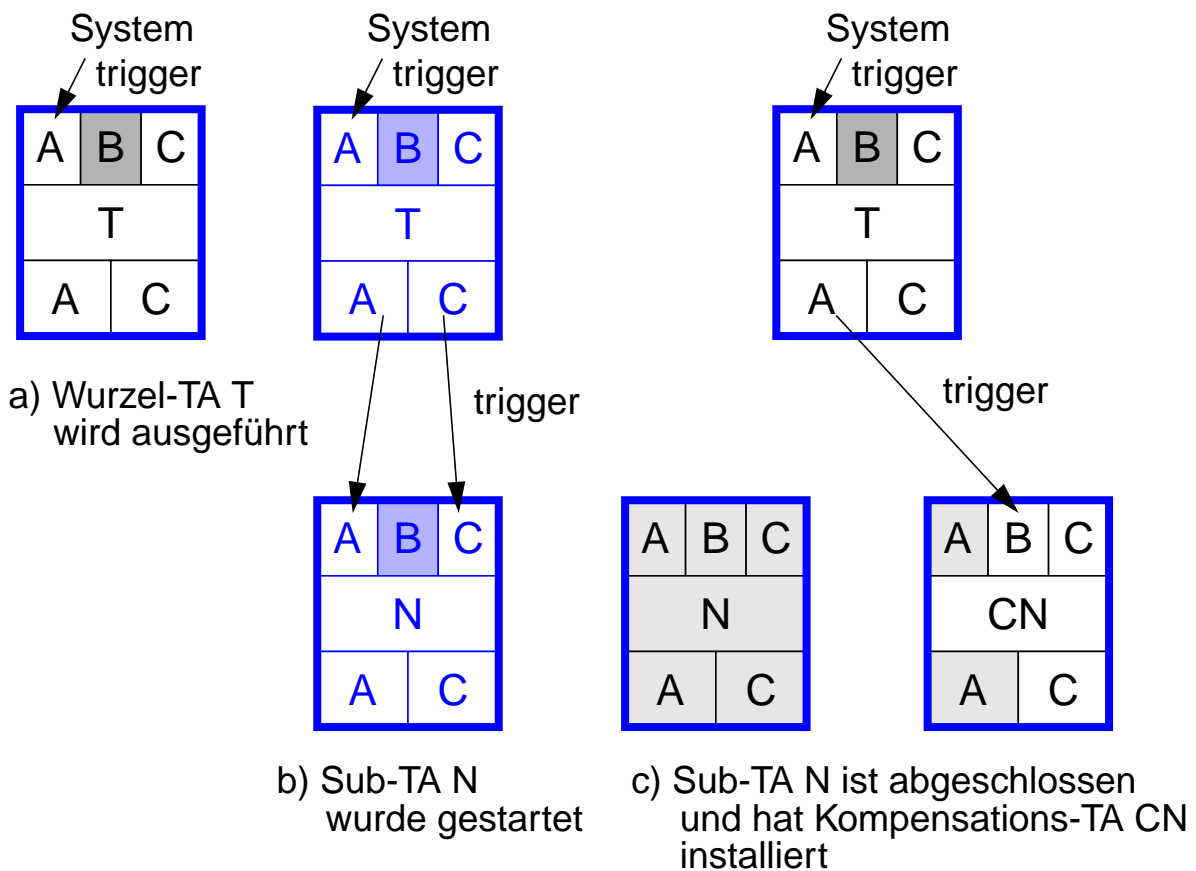 System
trigger
System
trigger
System
trigger
A B C
T
A C
A B C
T
A C
A B C
T
A C
a) Wurzel-TA T
wird ausgeführt
trigger
trigger
A B C
N
A C
A B C
N
A C
A B C
CN
A C
b) Sub-TA N
wurde gestartet
c) Sub-TA N ist abgeschlossen
und hat Kompensations-TA CN
installiert